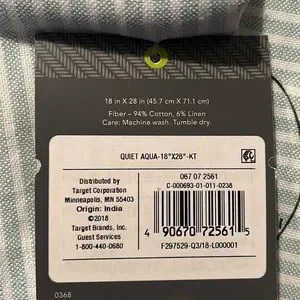 18 in X 28 in (45.7 cm X 71.1 cm)
Fiber – 94% Cotton, 6% Linen
Care: Machine wash. Tumble dry.
QUIET AQUA-18"X28"-KT
Distributed by
Target Corporation
Minneapolis, MN 55403
Origin: India
©2018
Target Brands, Inc.
Guest Services
1-800-440-0680
067 07 2561
C-000693-01-011-0238
4 90670 72561 5
F297529-Q3/18-L000001
0368